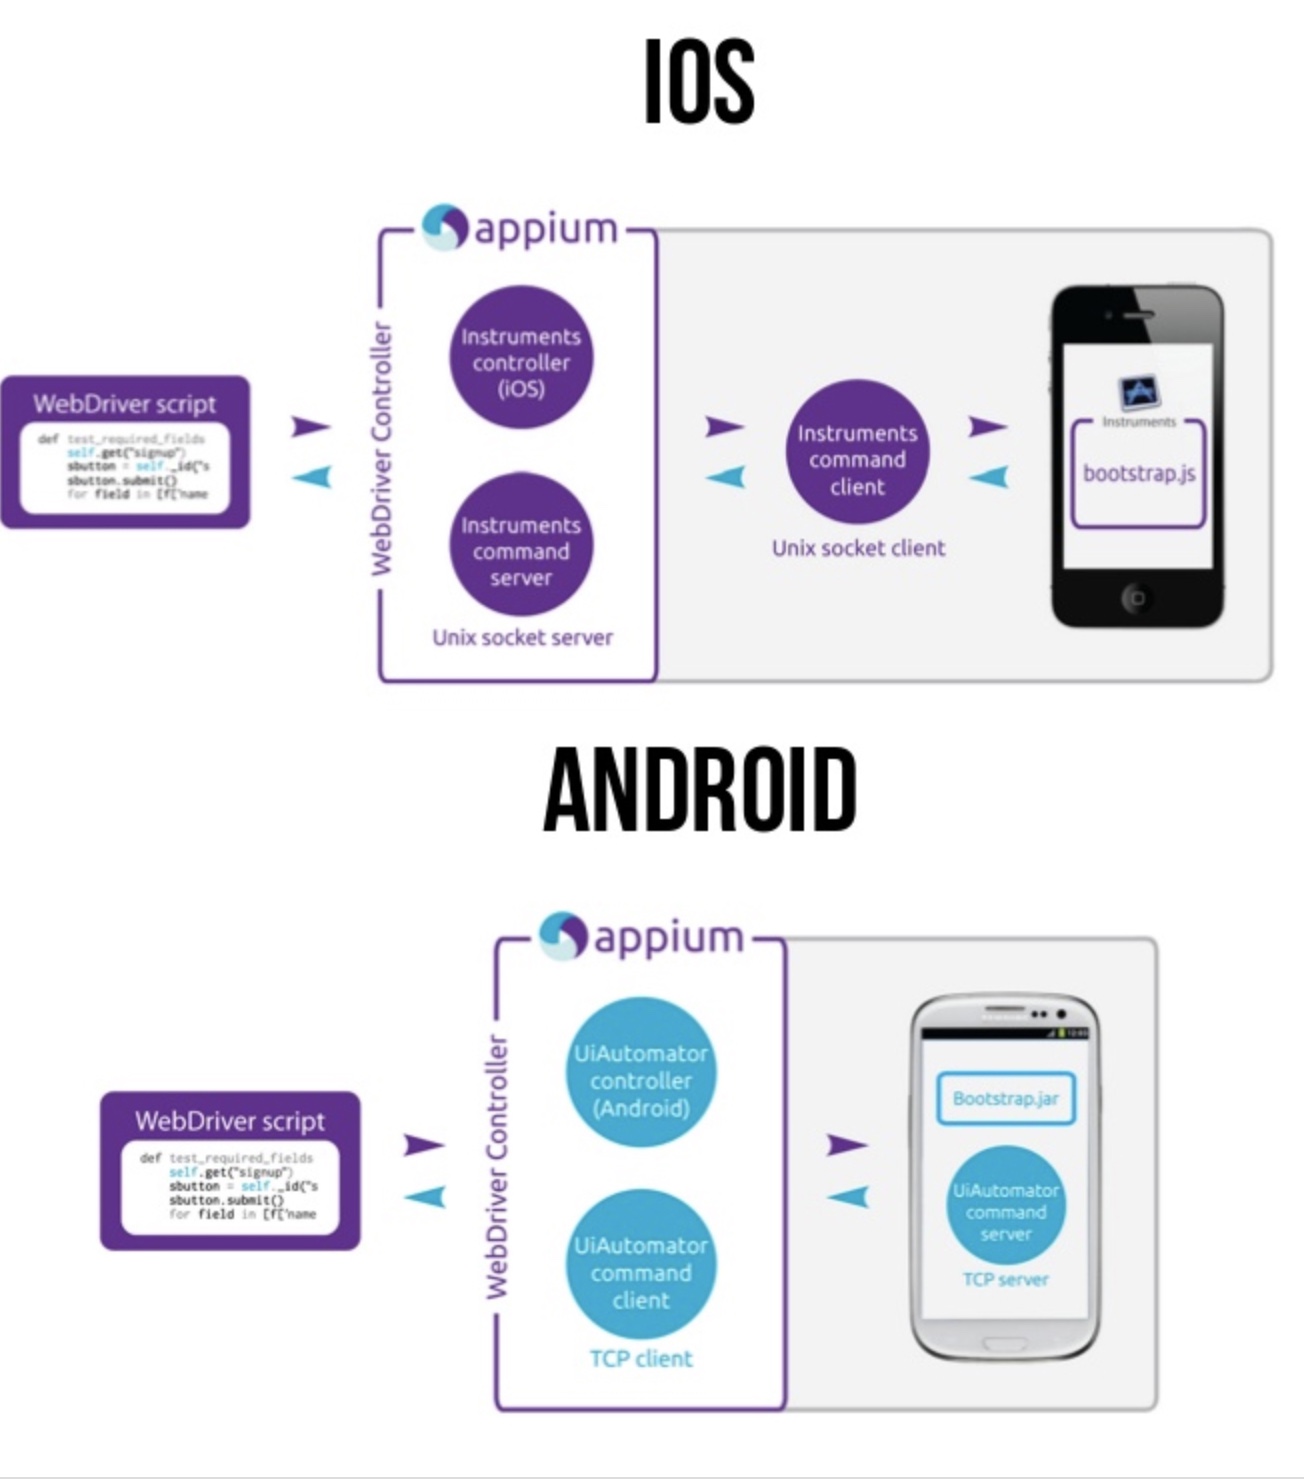 IOS
appium
WebDriver Controller
Instruments
controller
(iOS)
Instruments
command
server
Unix socket server
WebDriver script
def test_required_fields
self.get("signup")
sbutton = self._id("s
sbutton.submit()
for field in [f['name
Instruments
command
client
Unix socket client
Instruments
bootstrap.js
ANDROID
appium
WebDriver Controller
UiAutomator
controller
(Android)
UiAutomator
command
client
TCP client
WebDriver script
def test_required_fields
self.get("signup")
sbutton = self._id("s
sbutton.submit()
for field in [f['name
Bootstrap.jar
UiAutomator
command
server
TCP server